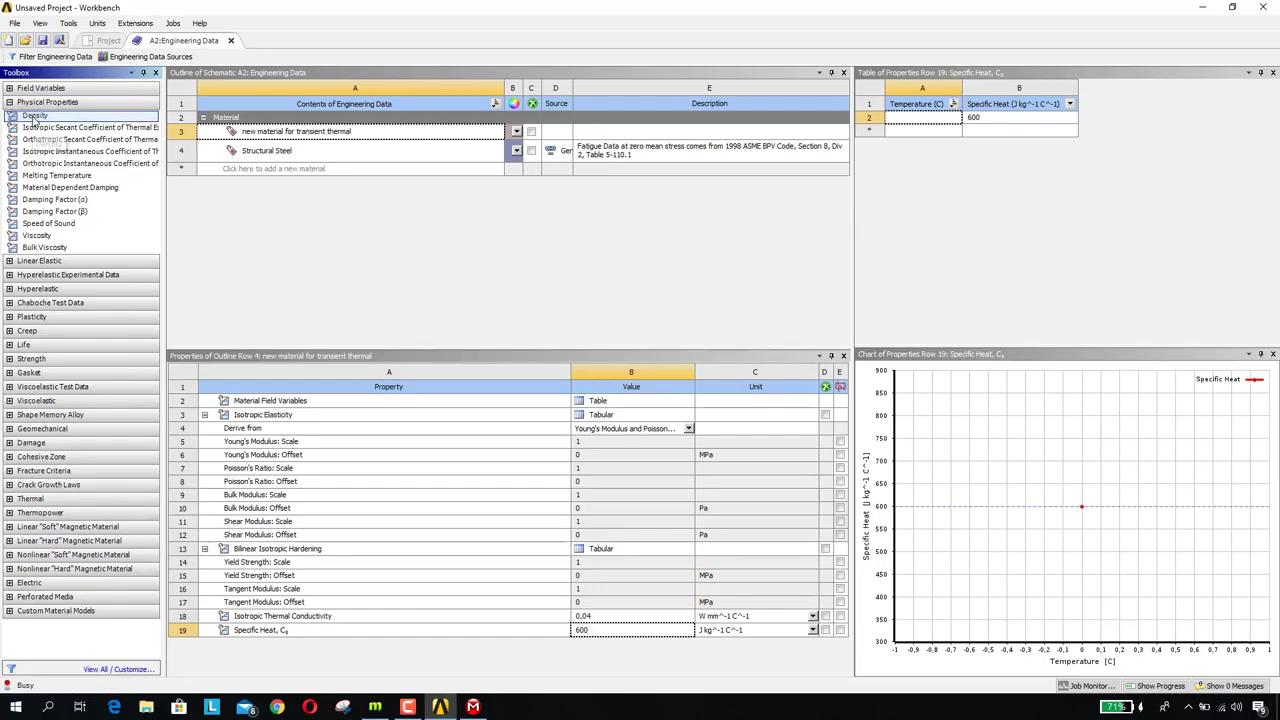 Unsaved Project - Workbench
File View Tools Units Extensions Jobs Help
Project A2:Engineering Data
Filter Engineering Data Engineering Data Sources
Toolbox
Field Variables
Physical Properties
Density
Isotropic Secant Coefficient of Thermal E
Orthotropic Secant Coefficient of Therma
Isotropic Instantaneous Coefficient of Th
Orthotropic Instantaneous Coefficient of
Melting Temperature
Material Dependent Damping
Damping Factor (α)
Damping Factor (β)
Speed of Sound
Viscosity
Bulk Viscosity
Linear Elastic
Hyperelastic Experimental Data
Hyperelastic
Chaboche Test Data
Plasticity
Creep
Life
Strength
Gasket
Viscoelastic Test Data
Viscoelastic
Shape Memory Alloy
Geomechanical
Damage
Cohesive Zone
Fracture Criteria
Crack Growth Laws
Thermal
Thermopower
Linear "Soft" Magnetic Material
Linear "Hard" Magnetic Material
Nonlinear "Soft" Magnetic Material
Nonlinear "Hard" Magnetic Material
Electric
Perforated Media
Custom Material Models
View All / Customize...
Outline of Schematic A2: Engineering Data
A B C D E
1 Contents of Engineering Data Source Description
2 Material
3 new material for transient thermal
4 Structural Steel Ger Fatigue Data at zero mean stress comes from 1998 ASME BPV Code, Section 8, Div
2, Table 5-110.1
* Click here to add a new material
Properties of Outline Row 4: new material for transient thermal
A B C D E
1 Property Value Unit
2 Material Field Variables Table
3 Isotropic Elasticity Tabular
4 Derive from Young's Modulus and Poisson...
5 Young's Modulus: Scale 1
6 Young's Modulus: Offset 0 MPa
7 Poisson's Ratio: Scale 1
8 Poisson's Ratio: Offset 0
9 Bulk Modulus: Scale 1
10 Bulk Modulus: Offset 0 Pa
11 Shear Modulus: Scale 1
12 Shear Modulus: Offset 0 Pa
13 Bilinear Isotropic Hardening Tabular
14 Yield Strength: Scale 1
15 Yield Strength: Offset 0 MPa
16 Tangent Modulus: Scale 1
17 Tangent Modulus: Offset 0 MPa
18 Isotropic Thermal Conductivity 0,04 W mm^-1 C^-1
19 Specific Heat, Cₚ 600 J kg^-1 C^-1
Table of Properties Row 19: Specific Heat, Cₚ
A B
1 Temperature (C) Specific Heat (J kg^-1 C^-1)
2 600
*
Chart of Properties Row 19: Specific Heat, Cₚ
Specific Heat
900
850
800
750
700
650
600
550
500
450
400
350
300
Specific Heat [J kg^-1 C^-1]
-1 -0,9 -0,8 -0,7 -0,6 -0,5 -0,4 -0,3 -0,2 -0,1 0 0,1 0,2 0,3 0,4 0,5 0,6 0,7 0,8 0,9 1
Temperature [C]
Busy
Job Monitor... Show Progress Show 0 Messages
71%